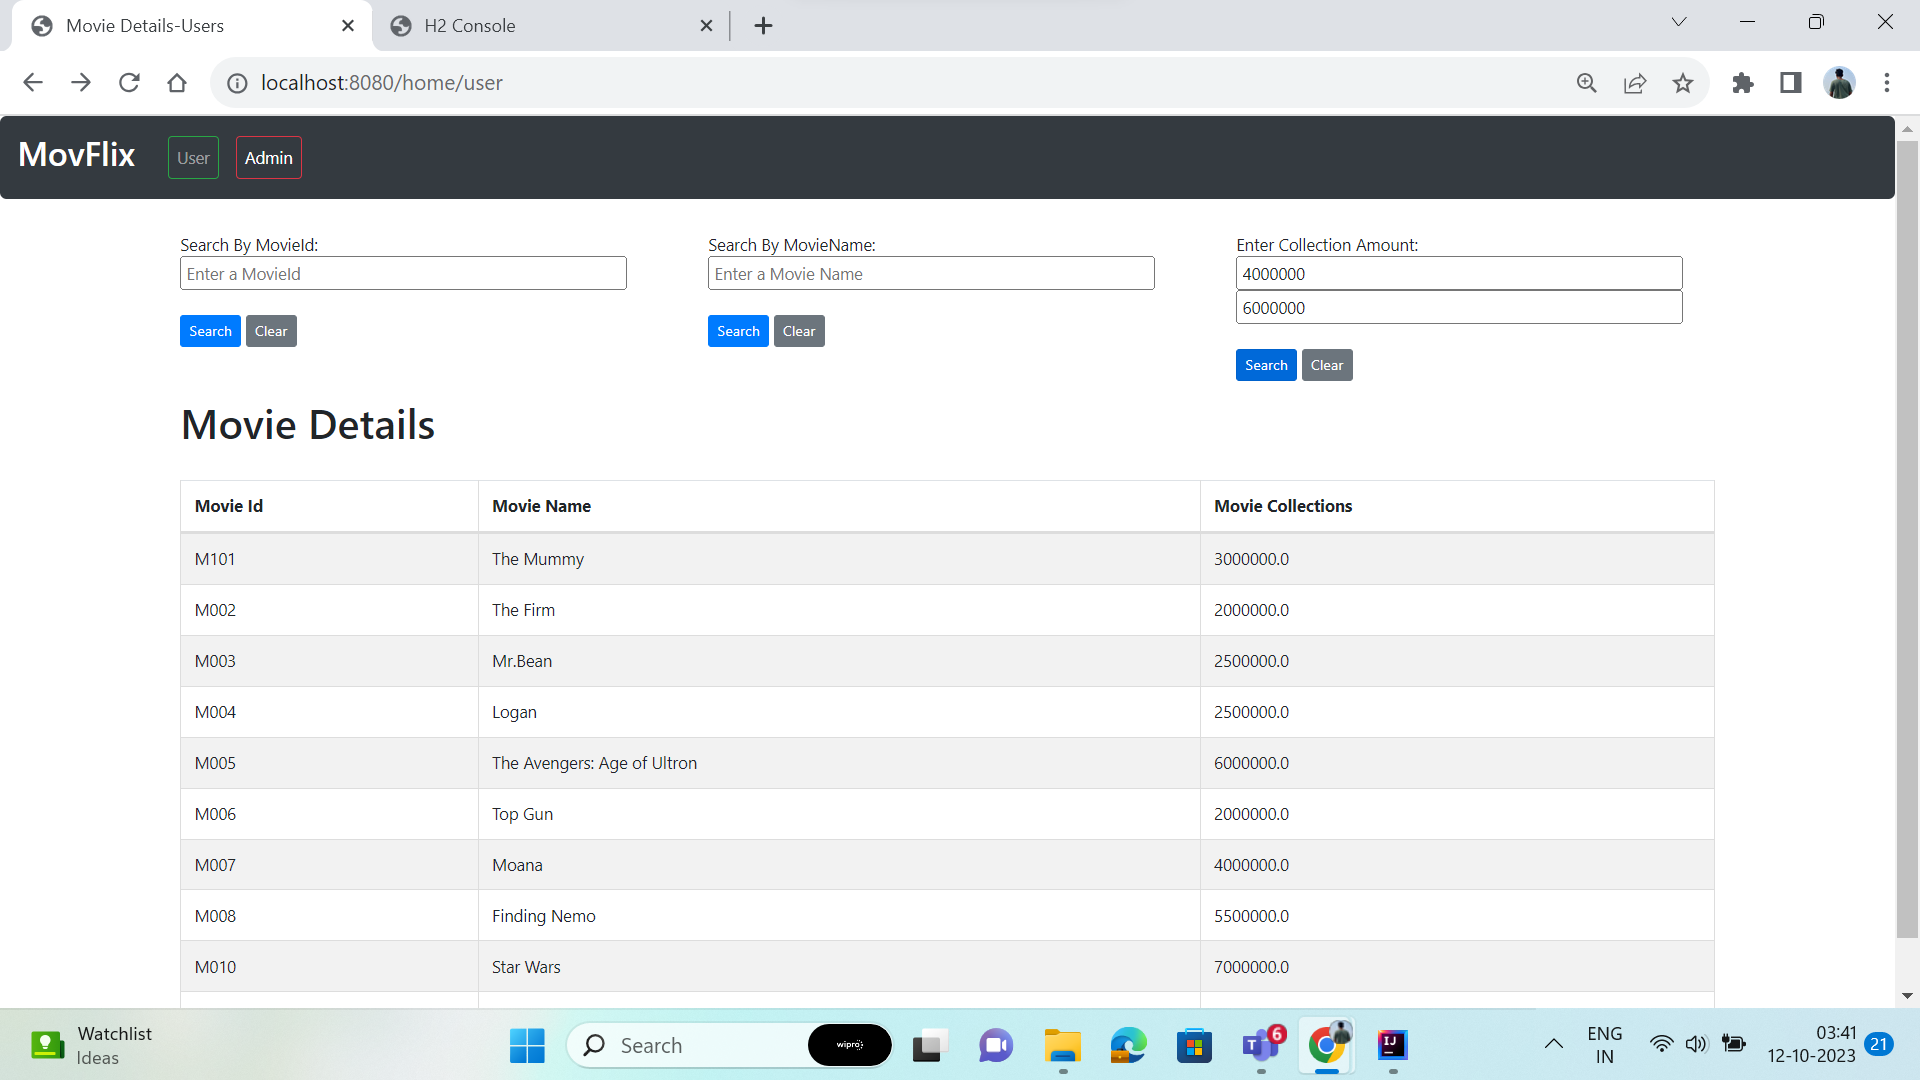 Movie Details-Users
H2 Console
localhost:8080/home/user
MovFlix
User
Admin
Search By MovieId:
Enter a MovieId
Search Clear
Search By MovieName:
Enter a Movie Name
Search Clear
Enter Collection Amount:
4000000
6000000
Search Clear
Movie Details
Movie Id Movie Name Movie Collections
M101 The Mummy 3000000.0
M002 The Firm 2000000.0
M003 Mr.Bean 2500000.0
M004 Logan 2500000.0
M005 The Avengers: Age of Ultron 6000000.0
M006 Top Gun 2000000.0
M007 Moana 4000000.0
M008 Finding Nemo 5500000.0
M010 Star Wars 7000000.0
Watchlist
Ideas
Search
wipro
T
6
IJ
ENG
IN
03:41
12-10-2023
21